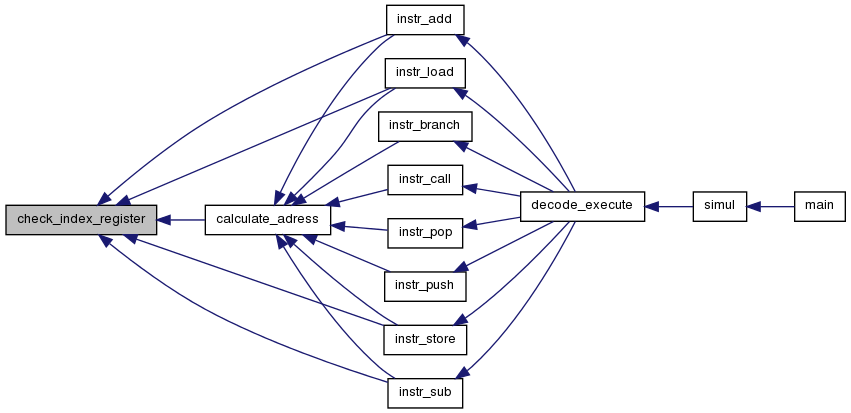 instr_add
instr_load
instr_branch
instr_call
check_index_register
calculate_adress
instr_pop
instr_push
instr_store
instr_sub
decode_execute
simul
main